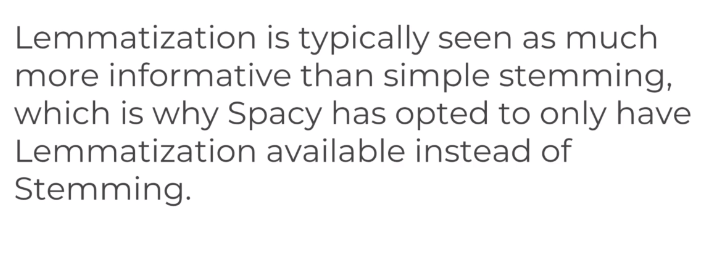 Lemmatization is typically seen as much
more informative than simple stemming,
which is why Spacy has opted to only have
Lemmatization available instead of
Stemming.